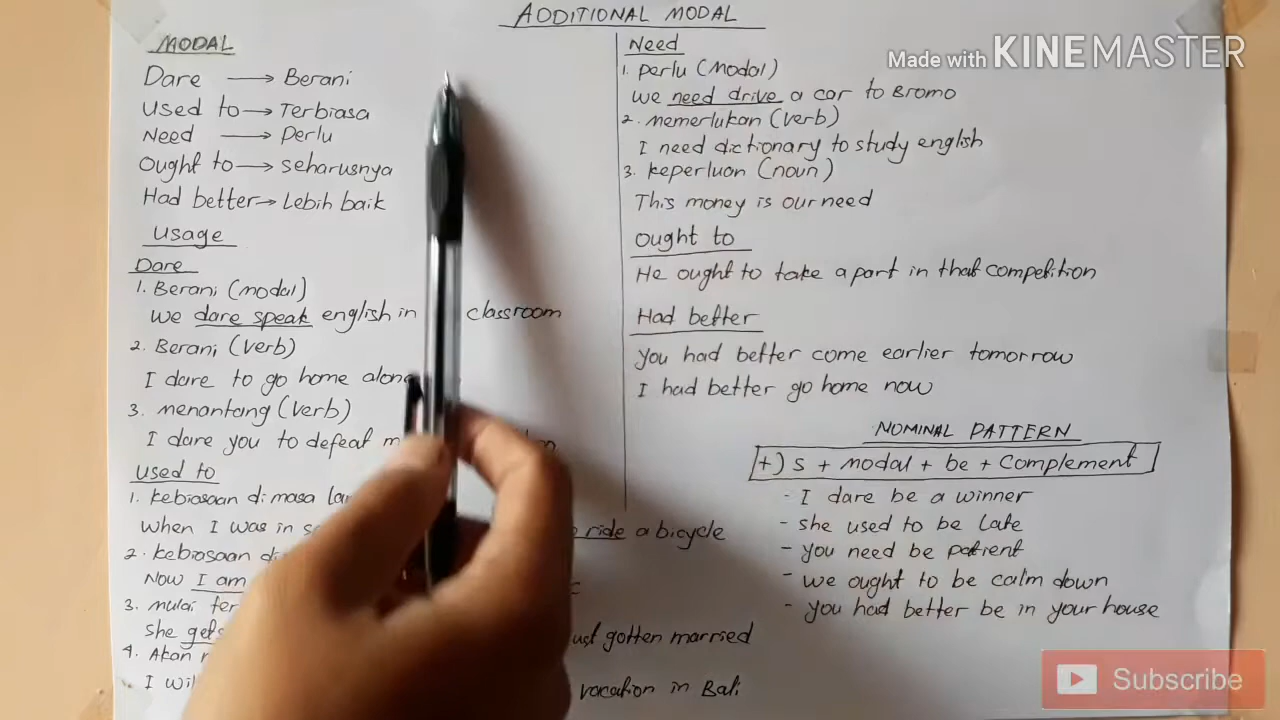 ADDITIONAL MODAL
MODAL
Dare → Berani
Used to → Terbiasa
Need → Perlu
Ought to → seharusnya
Had better → Lebih baik
Usage
Dare
1. Berani (modal)
We dare speak english in classroom
2. Berani (verb)
I dare to go home along
3. menantang (verb)
I dare you to defeat
Used to
1. kebiasaan di masa
when I was in ride a bicycle
2. kebiasaan
Now I am
3. mulai
She gets gotten married
4. Akan
I vacation in Bali
Need
1. perlu (Modal)
we need drive a car to Bromo
2. memerlukan (verb)
I need dictionary to study english
3. keperluan (noun)
This money is our need
Ought to
He ought to take a part in that competition
Had better
You had better come earlier tomorrow
I had better go home now
NOMINAL PATTERN
+) S + modal + be + complement
- I dare be a winner
- she used to be late
- you need be patient
- we ought to be calm down
- you had better be in your house
Made with KINEMASTER
Subscribe